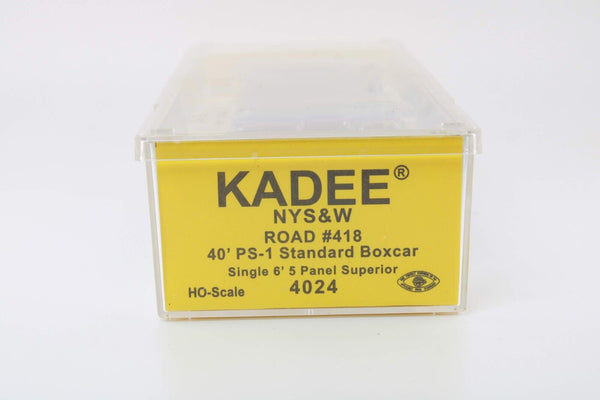 KADEE®
NYS&W
ROAD #418
40' PS-1 Standard Boxcar
Single 6' 5 Panel Superior
HO-Scale 4024